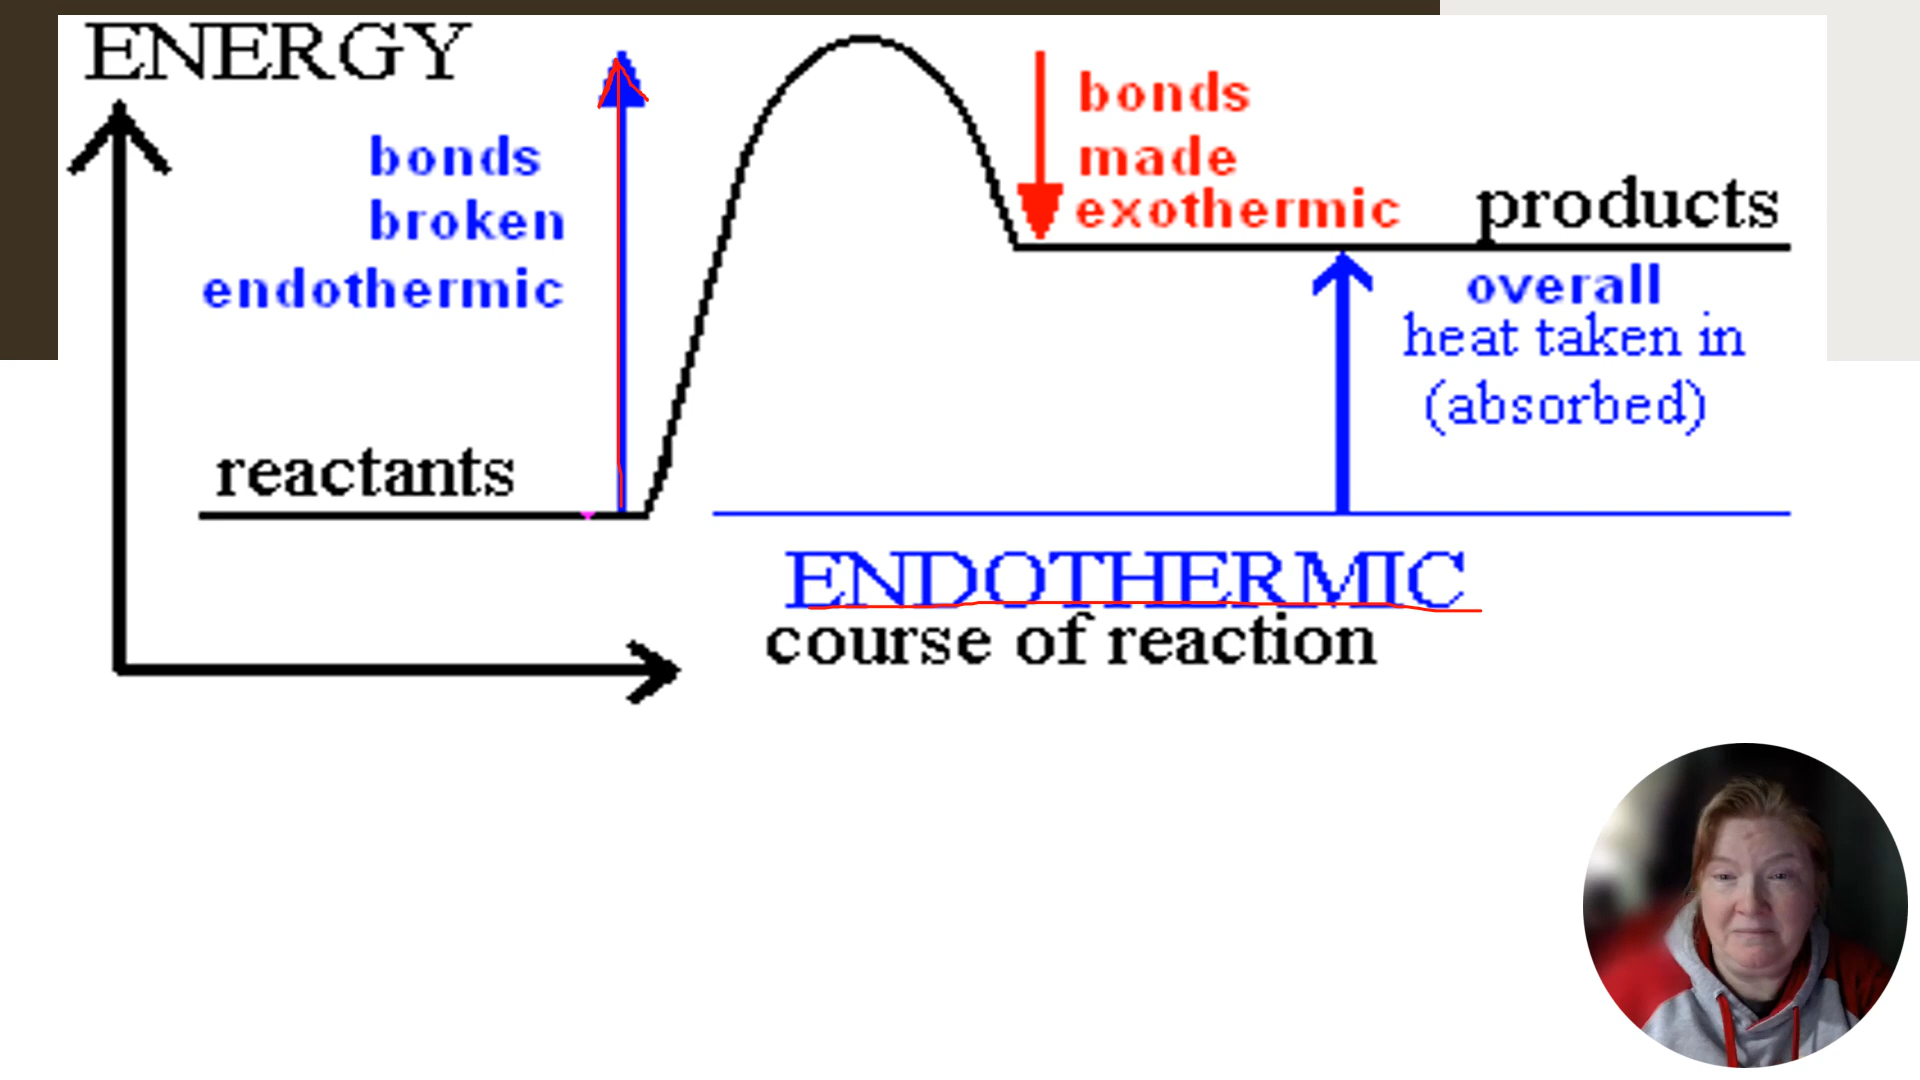 ENERGY
bonds
broken
endothermic
reactants
bonds
made
exothermic
products
overall
heat taken in
(absorbed)
ENDOTHERMIC
course of reaction